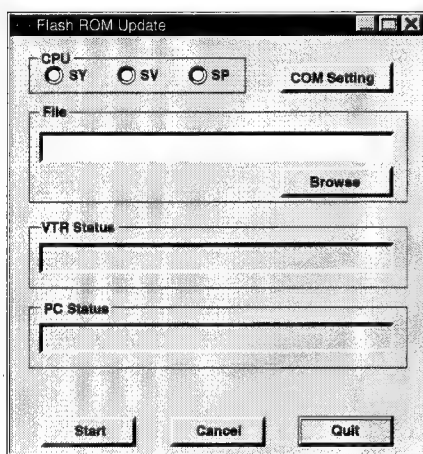 Flash ROM Update
CPU
SY SV SP
COM Setting
File
Browse
VTR Status
PC Status
Start Cancel Quit